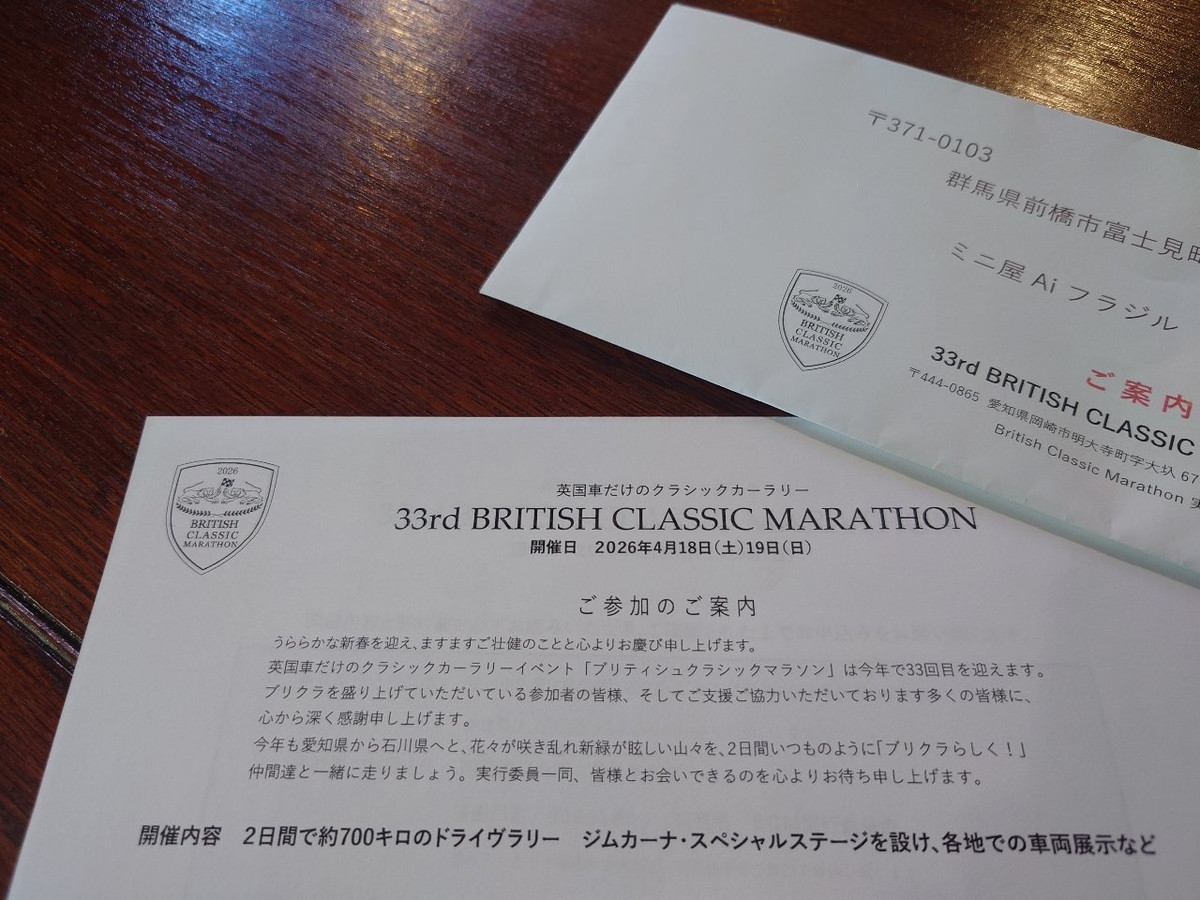 〒371-0103
群馬県前橋市富士見町
ミニ屋 Ai フラジル
2026
BRITISH
CLASSIC
MARATHON
ご案内
33rd BRITISH CLASSIC
〒444-0865 愛知県岡崎市明大寺町字大圦 67
British Classic Marathon 実
2026
BRITISH
CLASSIC
MARATHON
英国車だけのクラシックカーラリー
33rd BRITISH CLASSIC MARATHON
開催日 2026年4月18日(土)19日(日)
ご参加のご案内
うららかな新春を迎え、ますますご壮健のことと心よりお慶び申し上げます。
英国車だけのクラシックカーラリーイベント「ブリティシュクラシックマラソン」は今年で33回目を迎えます。
ブリクラを盛り上げていただいている参加者の皆様、そしてご支援ご協力いただいております多くの皆様に、
心から深く感謝申し上げます。
今年も愛知県から石川県へと、花々が咲き乱れ新緑が眩しい山々を、2日間いつものように「ブリクラらしく!」
仲間達と一緒に走りましょう。実行委員一同、皆様とお会いできるのを心よりお待ち申し上げます。
開催内容 2日間で約700キロのドライヴラリー ジムカーナ・スペシャルステージを設け、各地での車両展示など